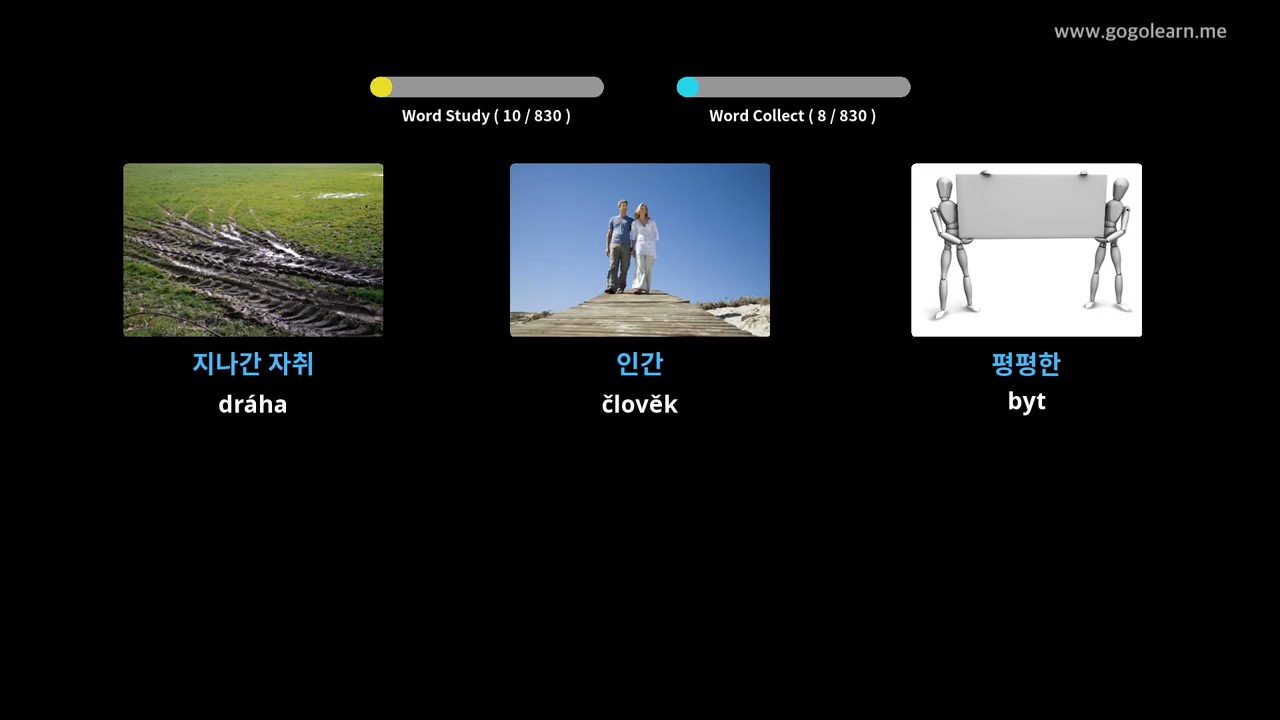 www.gogolearn.me
Word Study ( 10 / 830 )
Word Collect ( 8 / 830 )
지나간 자취
인간
평평한
dráha
člověk
byt